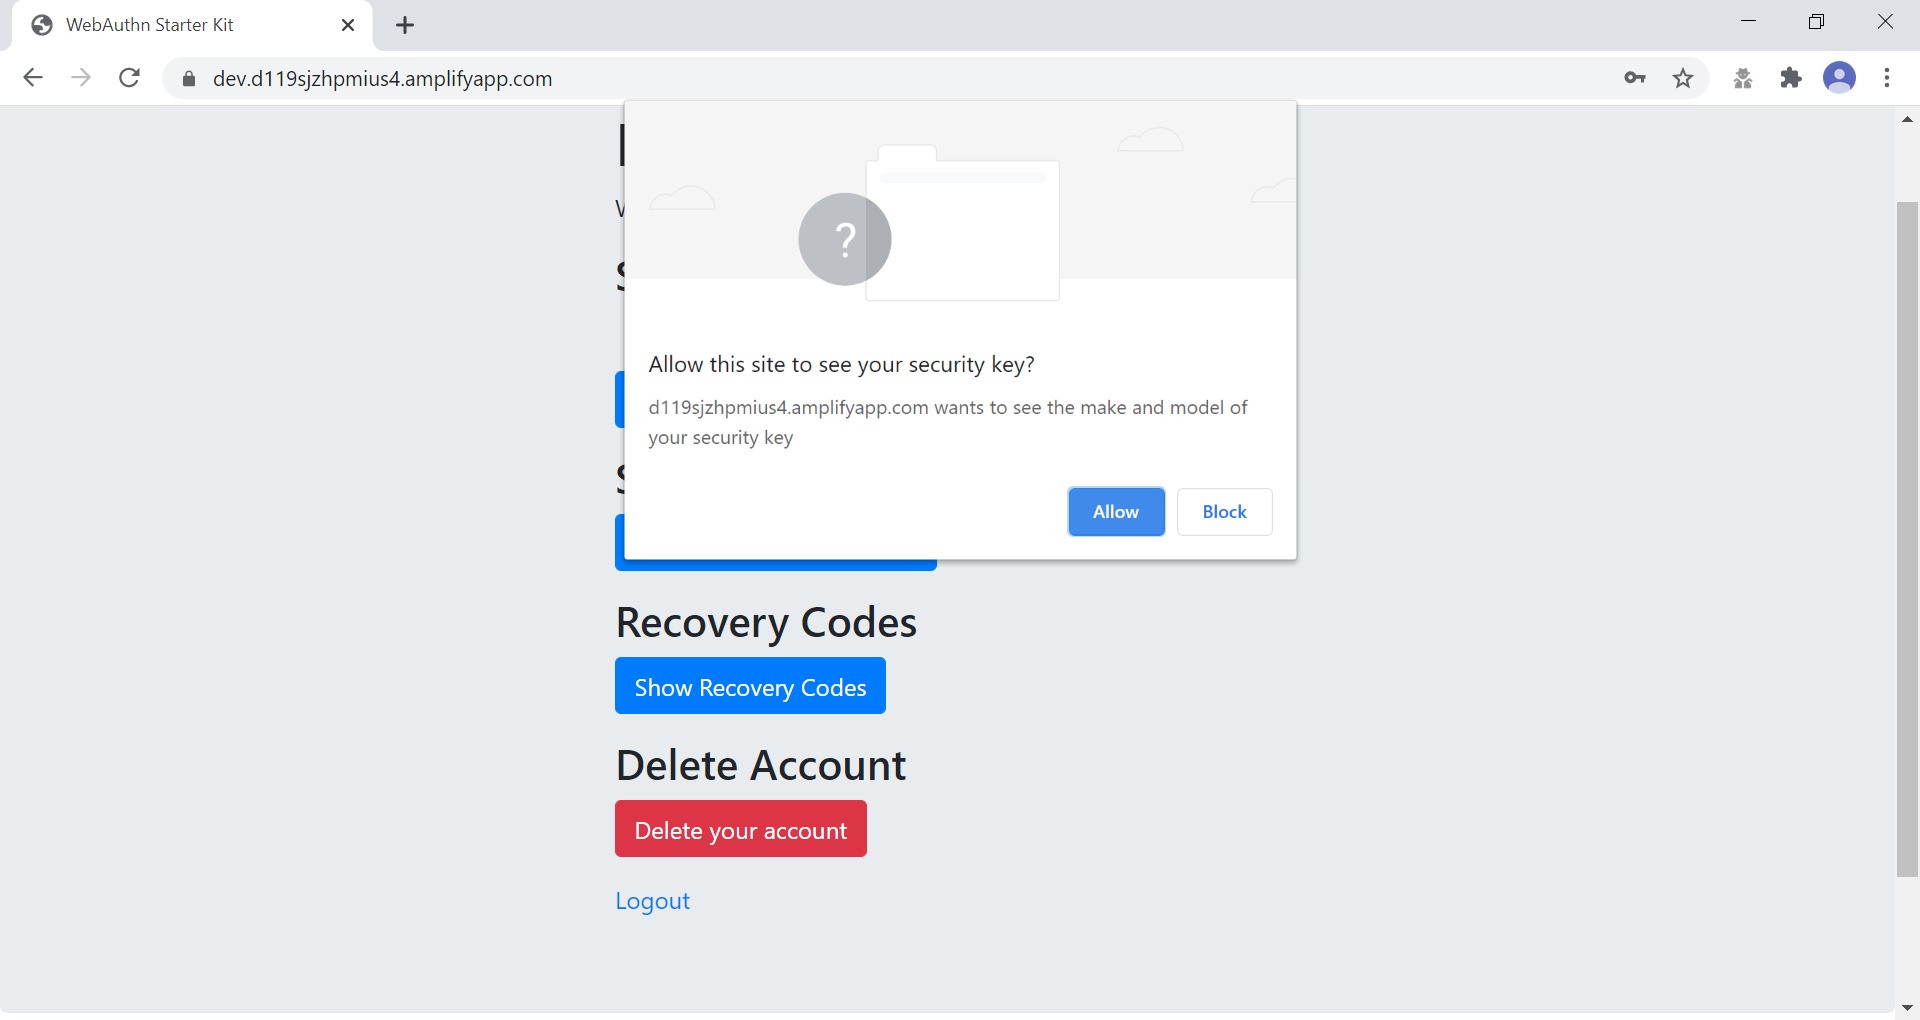 WebAuthn Starter Kit
dev.d119sjzhpmius4.amplifyapp.com
?
Allow this site to see your security key?
d119sjzhpmius4.amplifyapp.com wants to see the make and model of
your security key
Allow
Block
Recovery Codes
Show Recovery Codes
Delete Account
Delete your account
Logout